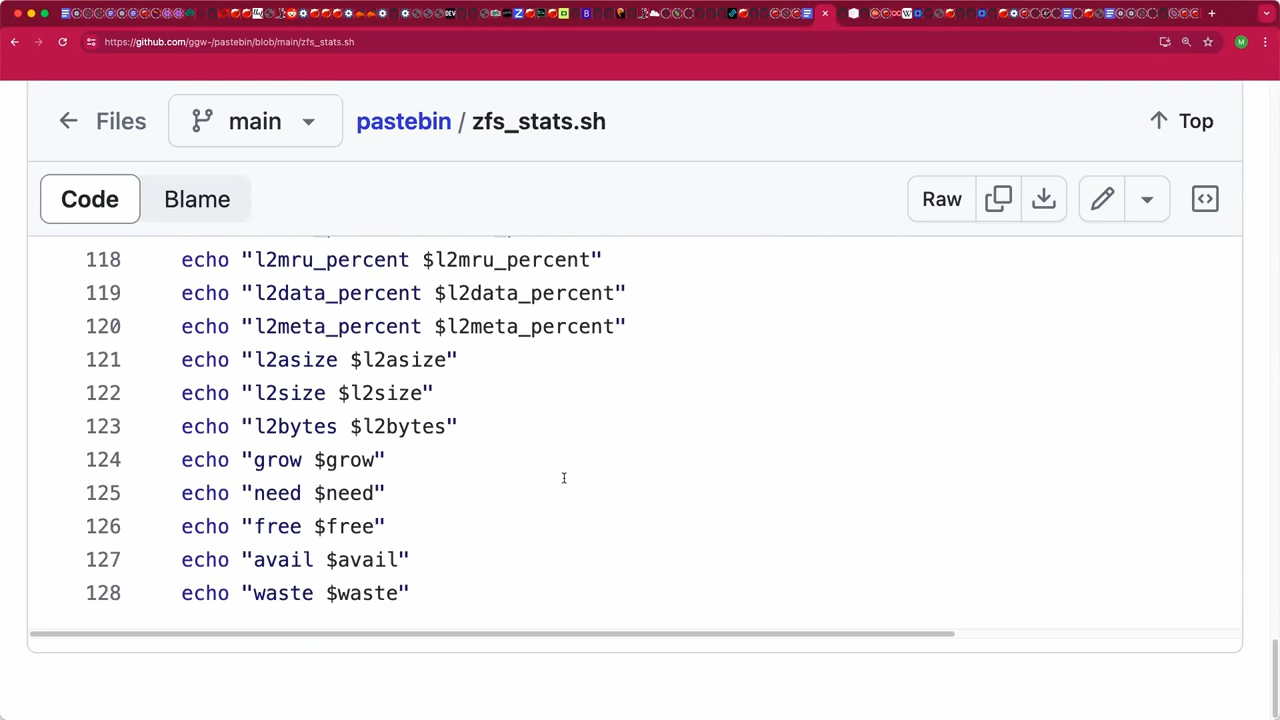 https://github.com/ggw-/pastebin/blob/main/zfs_stats.sh
M
Files
main
pastebin / zfs_stats.sh
Top
Code
Blame
Raw
118 echo "l2mru_percent $l2mru_percent"
119 echo "l2data_percent $l2data_percent"
120 echo "l2meta_percent $l2meta_percent"
121 echo "l2asize $l2asize"
122 echo "l2size $l2size"
123 echo "l2bytes $l2bytes"
124 echo "grow $grow"
125 echo "need $need"
126 echo "free $free"
127 echo "avail $avail"
128 echo "waste $waste"